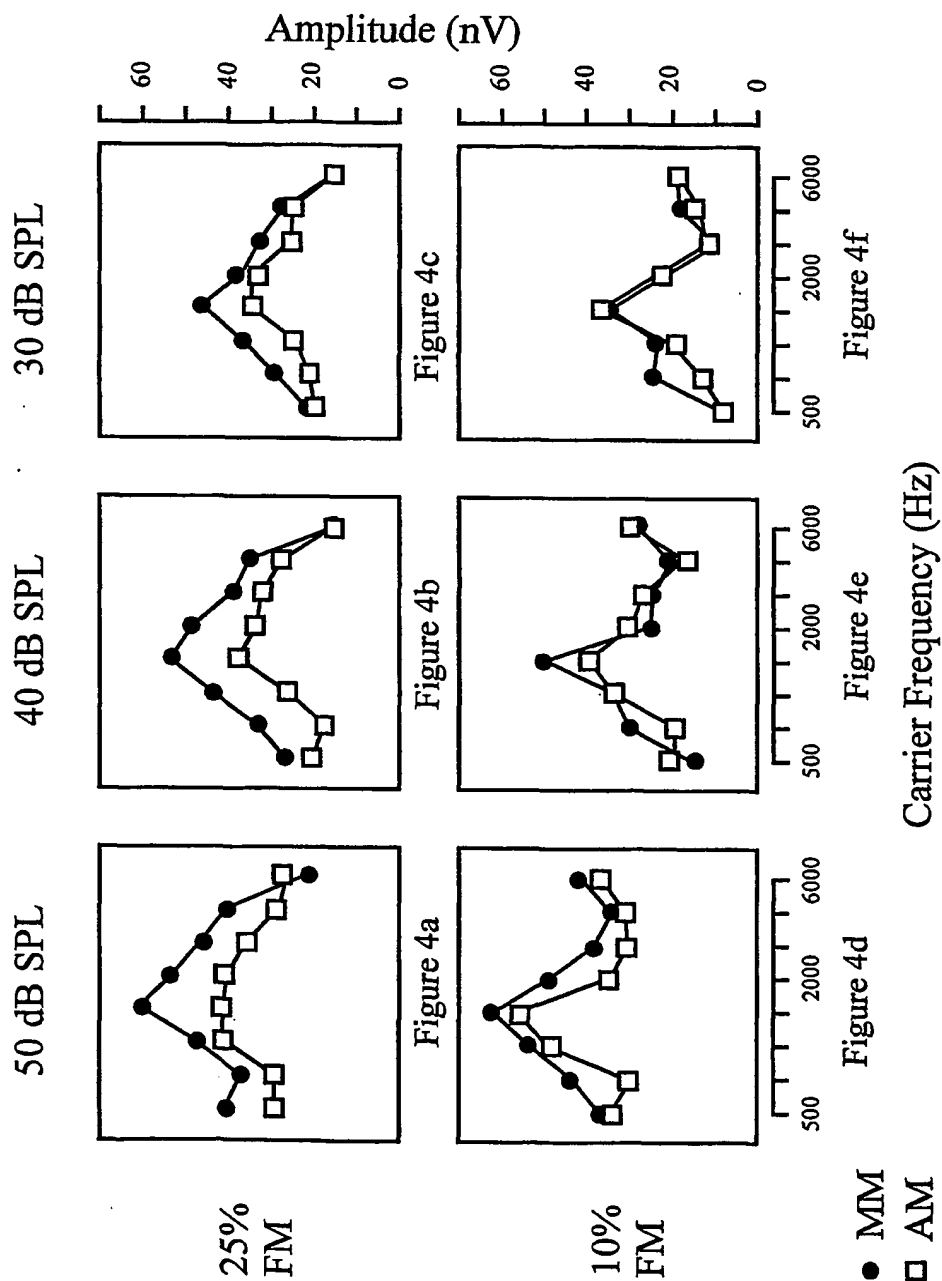 50 dB SPL
40 dB SPL
30 dB SPL
25%
FM
60
40
20
0
Amplitude (nV)
Figure 4a
Figure 4b
Figure 4c
10%
FM
60
40
20
0
500
2000
6000
500
2000
6000
500
2000
6000
Figure 4d
Figure 4e
Figure 4f
Carrier Frequency (Hz)
MM
AM